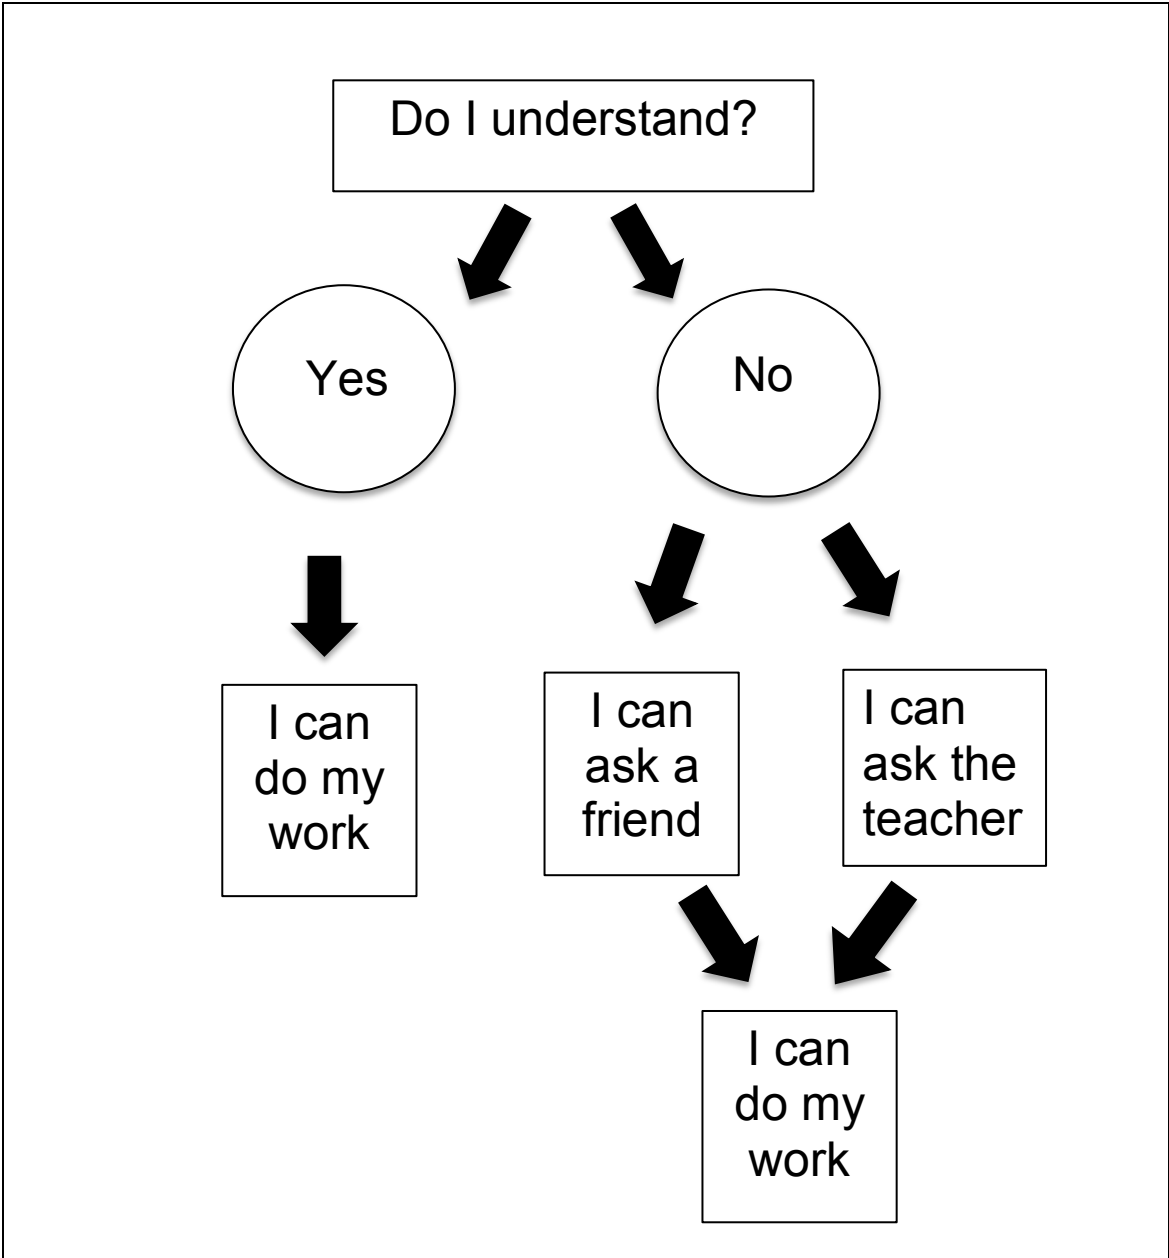 Do I understand?
Yes
No
I can
do my
work
I can
ask a
friend
I can
ask the
teacher
I can
do my
work